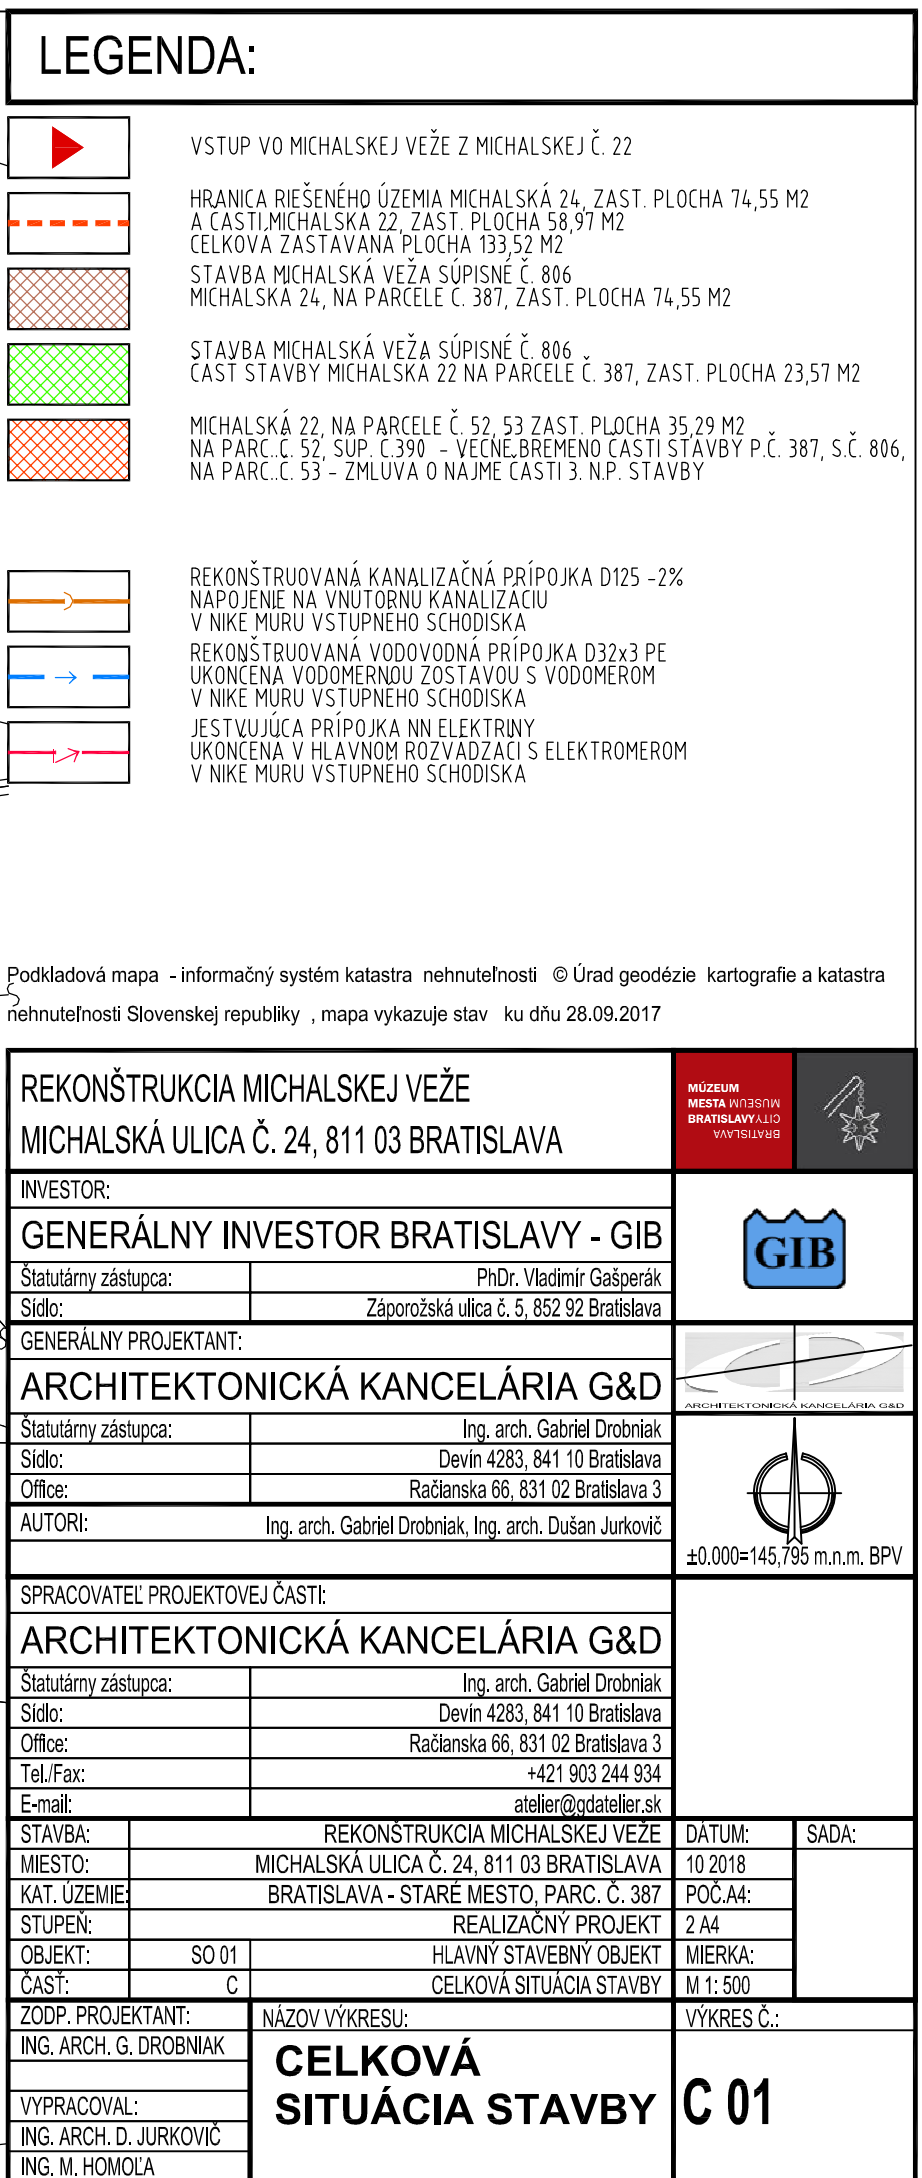 LEGENDA:
VSTUP VO MICHALSKEJ VEŽE Z MICHALSKEJ Č. 22
HRANICA RIEŠENÉHO ÚZEMIA MICHALSKÁ 24, ZAST. PLOCHA 74,55 M2
A ČASTI MICHALSKÁ 22, ZAST. PLOCHA 58,97 M2
CELKOVÁ ZASTAVANÁ PLOCHA 133,52 M2
STAVBA MICHALSKÁ VEŽA SÚPISNÉ Č. 806
MICHALSKÁ 24, NA PARCELE Č. 387, ZAST. PLOCHA 74,55 M2
STAVBA MICHALSKÁ VEŽA SÚPISNÉ Č. 806
ČASŤ STAVBY MICHALSKÁ 22 NA PARCELE Č. 387, ZAST. PLOCHA 23,57 M2
MICHALSKÁ 22, NA PARCELE Č. 52, 53 ZAST. PLOCHA 35,29 M2
NA PARC..Č. 52, SÚP. Č.390 - VECNÉ BREMENO ČASTI STAVBY P.Č. 387, S.Č. 806,
NA PARC..Č. 53 - ZMLUVA O NÁJME ČASTI 3. N.P. STAVBY
REKONŠTRUOVANÁ KANALIZAČNÁ PRÍPOJKA D125 -2%
NAPOJENIE NA VNÚTORNÚ KANALIZÁCIU
V NIKE MÚRU VSTUPNÉHO SCHODISKA
REKONŠTRUOVANÁ VODOVODNÁ PRÍPOJKA D32x3 PE
UKONČENÁ VODOMERNOU ZOSTAVOU S VODOMEROM
V NIKE MÚRU VSTUPNÉHO SCHODISKA
JESTVUJÚCA PRÍPOJKA NN ELEKTRINY
UKONČENÁ V HLAVNOM ROZVÁDZAČI S ELEKTROMEROM
V NIKE MÚRU VSTUPNÉHO SCHODISKA
Podkladová mapa - informačný systém katastra nehnuteľnosti © Úrad geodézie kartografie a katastra
nehnuteľnosti Slovenskej republiky , mapa vykazuje stav ku dňu 28.09.2017
REKONŠTRUKCIA MICHALSKEJ VEŽE
MICHALSKÁ ULICA Č. 24, 811 03 BRATISLAVA
MÚZEUM
MESTA MUSEUM
BRATISLAVY CITY
BRATISLAVA
INVESTOR:
GENERÁLNY INVESTOR BRATISLAVY - GIB
GIB
Štatutárny zástupca: PhDr. Vladimír Gašperák
Sídlo: Záporožská ulica č. 5, 852 92 Bratislava
GENERÁLNY PROJEKTANT:
ARCHITEKTONICKÁ KANCELÁRIA G&D
ARCHITEKTONICKÁ KANCELÁRIA G&D
Štatutárny zástupca: Ing. arch. Gabriel Drobniak
Sídlo: Devín 4283, 841 10 Bratislava
Office: Račianska 66, 831 02 Bratislava 3
AUTORI: Ing. arch. Gabriel Drobniak, Ing. arch. Dušan Jurkovič
±0.000=145,795 m.n.m. BPV
SPRACOVATEĽ PROJEKTOVEJ ČASTI:
ARCHITEKTONICKÁ KANCELÁRIA G&D
Štatutárny zástupca: Ing. arch. Gabriel Drobniak
Sídlo: Devín 4283, 841 10 Bratislava
Office: Račianska 66, 831 02 Bratislava 3
Tel./Fax: +421 903 244 934
E-mail: atelier@gdatelier.sk
STAVBA: REKONŠTRUKCIA MICHALSKEJ VEŽE DÁTUM: SADA:
MIESTO: MICHALSKÁ ULICA Č. 24, 811 03 BRATISLAVA 10 2018
KAT. ÚZEMIE: BRATISLAVA - STARÉ MESTO, PARC. Č. 387 POČ.A4:
STUPEŇ: REALIZAČNÝ PROJEKT 2 A4
OBJEKT: SO 01 HLAVNÝ STAVEBNÝ OBJEKT MIERKA:
ČASŤ: C CELKOVÁ SITUÁCIA STAVBY M 1: 500
ZODP. PROJEKTANT: NÁZOV VÝKRESU: VÝKRES Č.:
ING. ARCH. G. DROBNIAK
CELKOVÁ
SITUÁCIA STAVBY C 01
VYPRACOVAL:
ING. ARCH. D. JURKOVIČ
ING. M. HOMOĽA